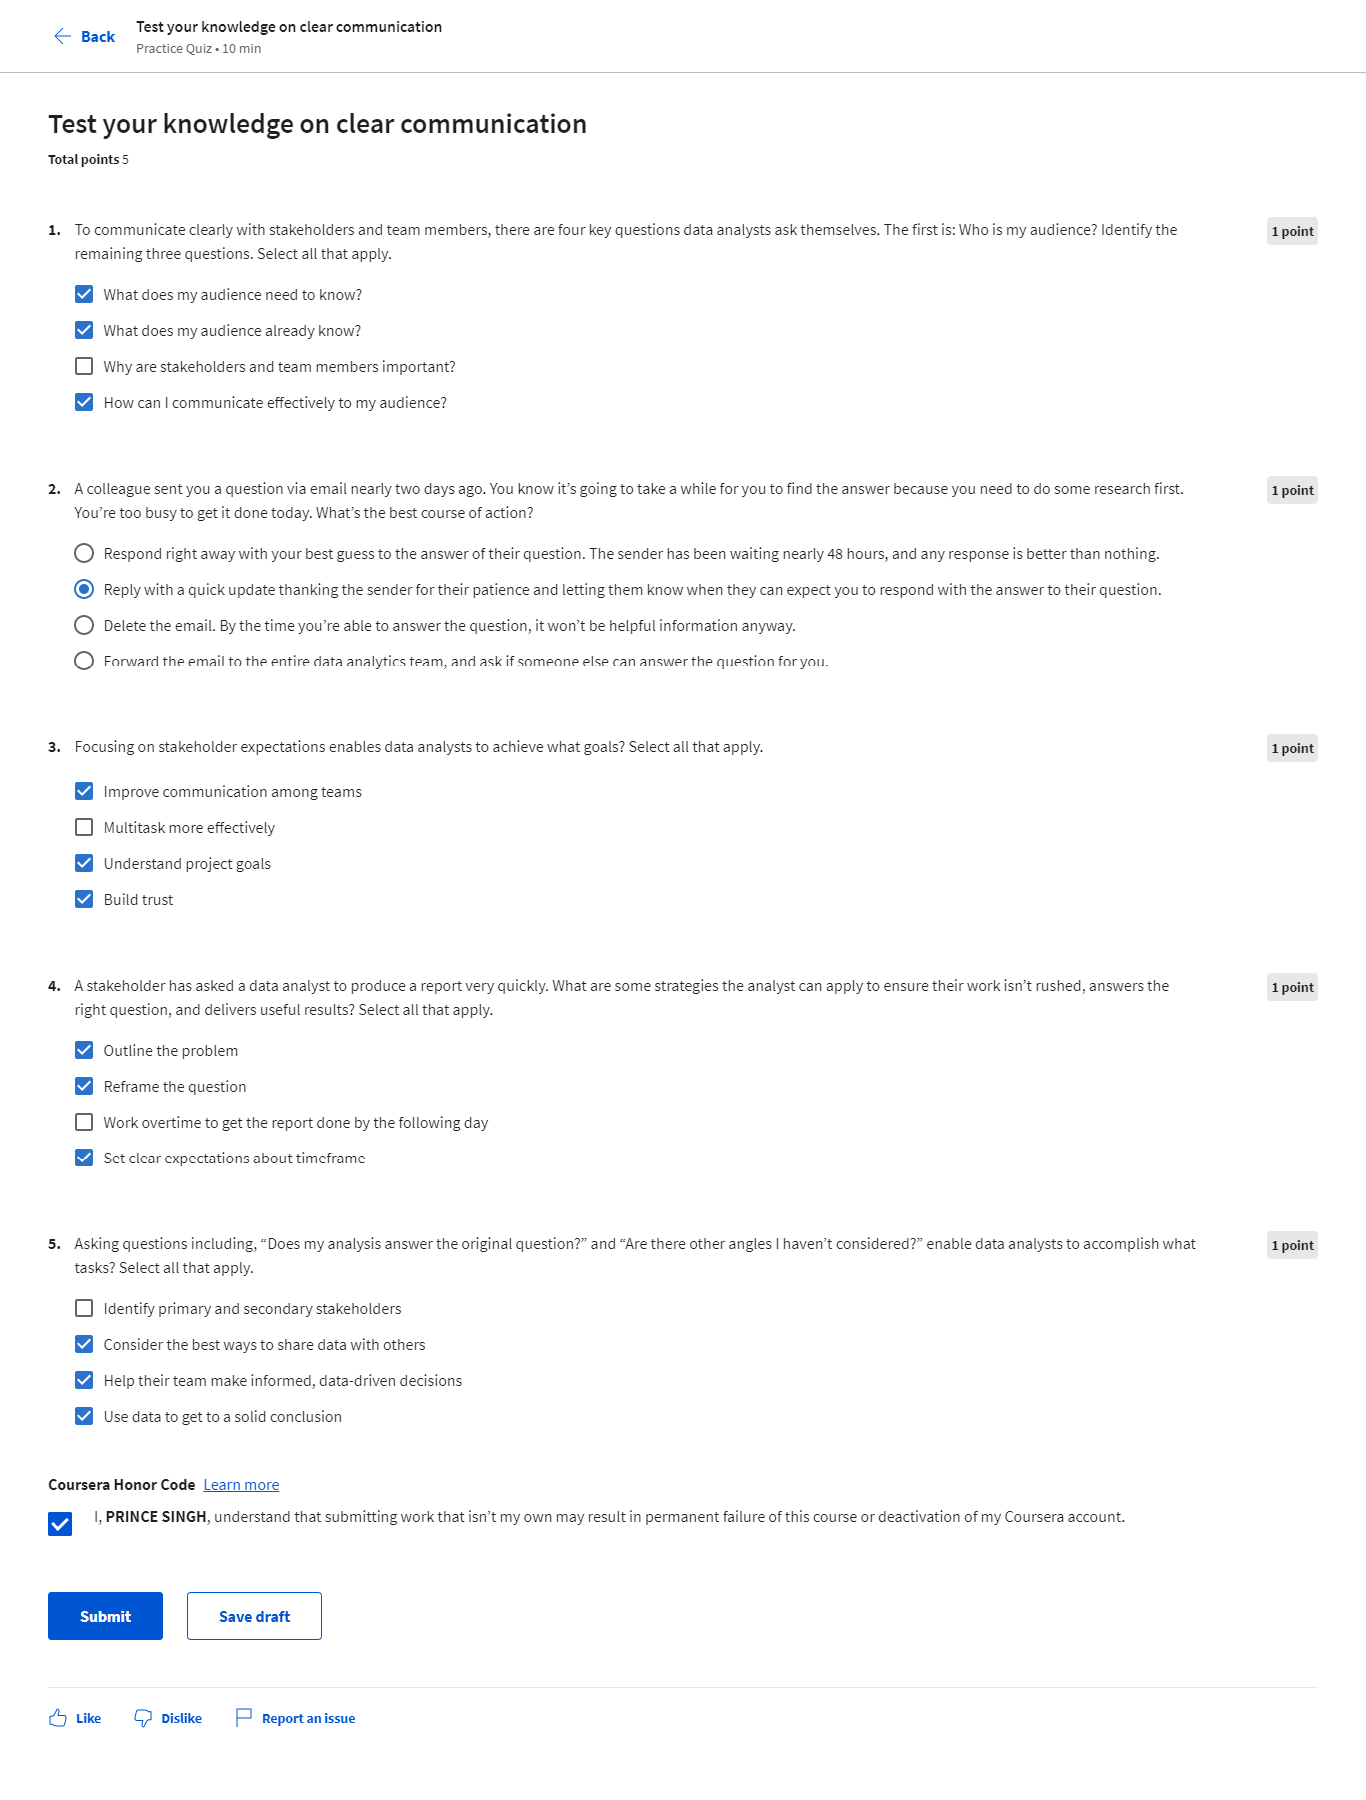 Back
Test your knowledge on clear communication
Practice Quiz • 10 min
Test your knowledge on clear communication
Total points 5
1. To communicate clearly with stakeholders and team members, there are four key questions data analysts ask themselves. The first is: Who is my audience? Identify the
remaining three questions. Select all that apply.
1 point
What does my audience need to know?
What does my audience already know?
Why are stakeholders and team members important?
How can I communicate effectively to my audience?
2. A colleague sent you a question via email nearly two days ago. You know it’s going to take a while for you to find the answer because you need to do some research first.
You’re too busy to get it done today. What’s the best course of action?
1 point
Respond right away with your best guess to the answer of their question. The sender has been waiting nearly 48 hours, and any response is better than nothing.
Reply with a quick update thanking the sender for their patience and letting them know when they can expect you to respond with the answer to their question.
Delete the email. By the time you’re able to answer the question, it won’t be helpful information anyway.
Forward the email to the entire data analytics team, and ask if someone else can answer the question for you.
3. Focusing on stakeholder expectations enables data analysts to achieve what goals? Select all that apply.
1 point
Improve communication among teams
Multitask more effectively
Understand project goals
Build trust
4. A stakeholder has asked a data analyst to produce a report very quickly. What are some strategies the analyst can apply to ensure their work isn’t rushed, answers the
right question, and delivers useful results? Select all that apply.
1 point
Outline the problem
Reframe the question
Work overtime to get the report done by the following day
Set clear expectations about timeframe
5. Asking questions including, “Does my analysis answer the original question?” and “Are there other angles I haven’t considered?” enable data analysts to accomplish what
tasks? Select all that apply.
1 point
Identify primary and secondary stakeholders
Consider the best ways to share data with others
Help their team make informed, data-driven decisions
Use data to get to a solid conclusion
Coursera Honor Code Learn more
I, PRINCE SINGH, understand that submitting work that isn’t my own may result in permanent failure of this course or deactivation of my Coursera account.
Submit
Save draft
Like
Dislike
Report an issue